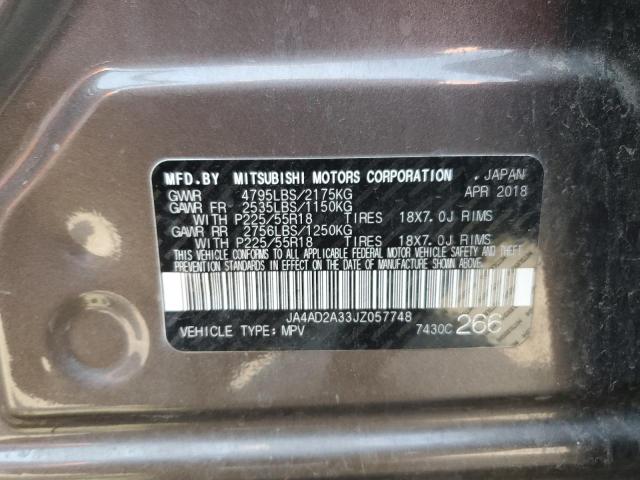 MFD.BY MITSUBISHI MOTORS CORPORATION . JAPAN
GVWR 4795LBS/2175KG APR 2018
GAWR FR 2535LBS/1150KG
WITH P225/55R18 TIRES 18X7.0J RIMS
GAWR RR 2756LBS/1250KG
WITH P225/55R18 TIRES 18X7.0J RIMS
THIS VEHICLE CONFORMS TO ALL APPLICABLE FEDERAL MOTOR VEHICLE SAFETY AND THEFT
PREVENTION STANDARDS IN EFFECT ON THE DATE OF MANUFACTURE SHOWN ABOVE.
JA4AD2A33JZ057748
VEHICLE TYPE: MPV 7430C 266